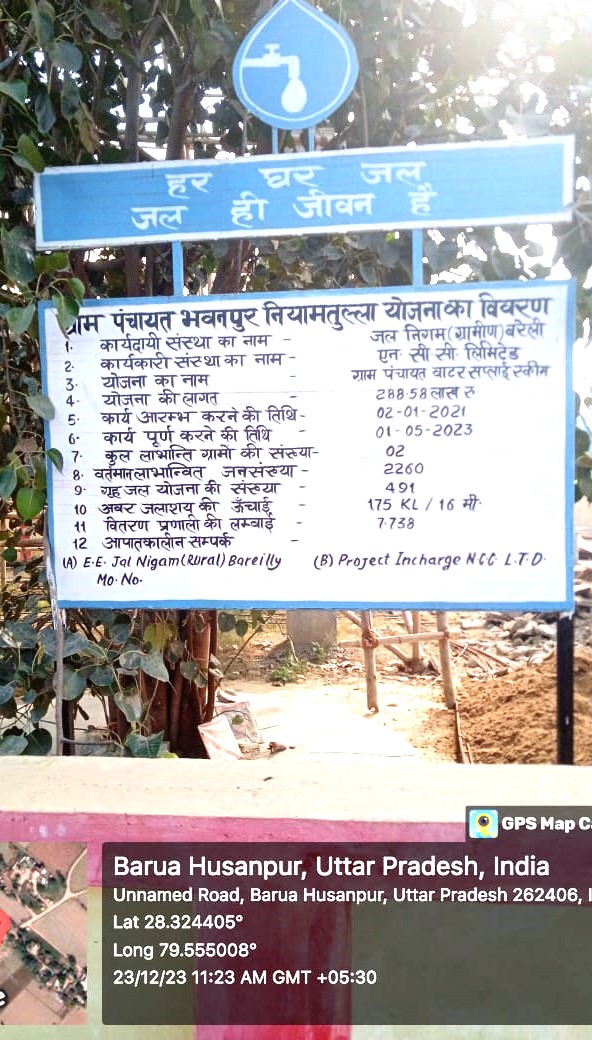 हर घर जल
जल ही जीवन है
ग्राम पंचायत भवनपुर नियामतुल्ला योजना का विवरण
1. कार्यदायी संस्था का नाम - जल निगम (ग्रामीण) बरेली
2. कार्यकारी संस्था का नाम - एन सी सी लिमिटेड
3. योजना का नाम - ग्राम पंचायत वाटर सप्लाई स्कीम
4. योजना की लागत - 288.58 लाख रु
5. कार्य आरम्भ करने की तिथि - 02-01-2021
6. कार्य पूर्ण करने की तिथि - 01-05-2023
7. कुल लाभान्ति ग्रामो की संख्या - 02
8. वर्तमान लाभान्वित जनसंख्या - 2260
9. गृह जल योजना की संख्या - 491
10 अवर जलाशय की ऊँचाई - 175 KL / 16 मी.
11 वितरण प्रणाली की लम्बाई - 7.738
12 आपातकालीन सम्पर्क -
(A) E.E. Jal Nigam (Rural) Bareilly (B) Project Incharge N.C.C. L.T.D.
Mo. No.
GPS Map Ca
Barua Husanpur, Uttar Pradesh, India
Unnamed Road, Barua Husanpur, Uttar Pradesh 262406, I
Lat 28.324405°
Long 79.555008°
23/12/23 11:23 AM GMT +05:30